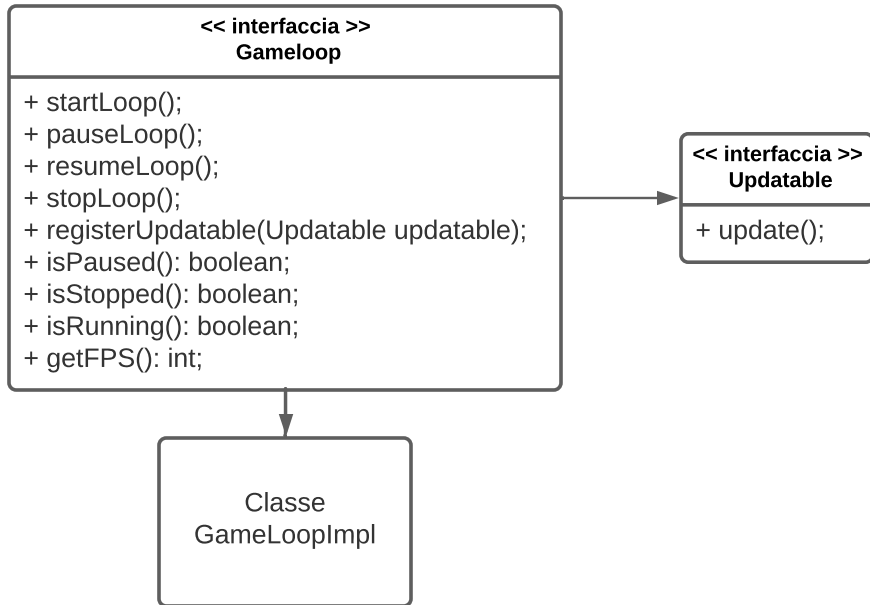 << interfaccia >>
Gameloop
+ startLoop();
+ pauseLoop();
+ resumeLoop();
+ stopLoop();
+ registerUpdatable(Updatable updatable);
+ isPaused(): boolean;
+ isStopped(): boolean;
+ isRunning(): boolean;
+ getFPS(): int;
<< interfaccia >>
Updatable
+ update();
Classe
GameLoopImpl